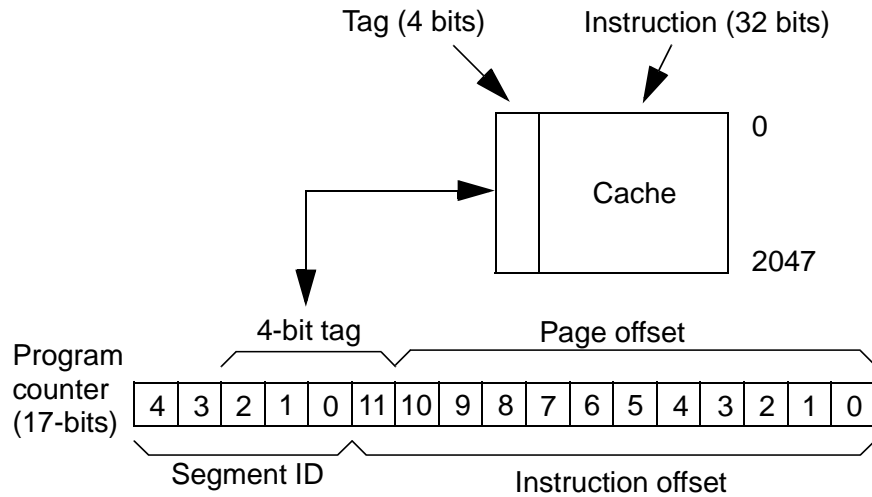 Tag (4 bits) Instruction (32 bits)
0
Cache
2047
4-bit tag Page offset
Program
counter
(17-bits)
4 3 2 1 0 11 10 9 8 7 6 5 4 3 2 1 0
Segment ID Instruction offset